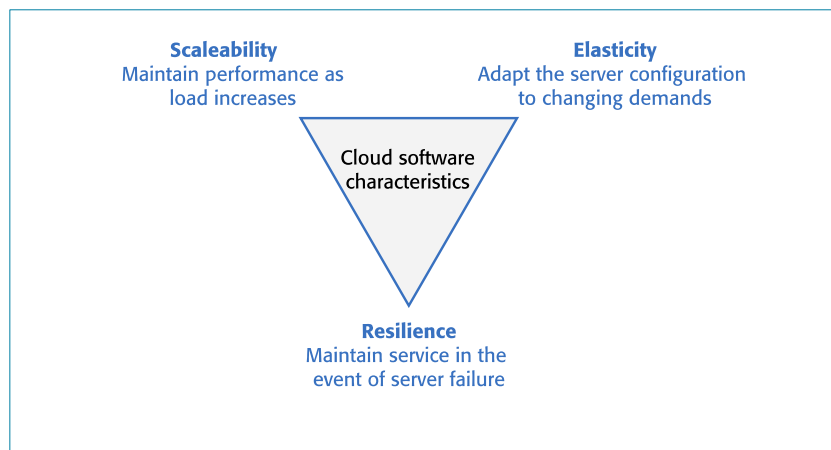 Scaleability
Maintain performance as
load increases
Elasticity
Adapt the server configuration
to changing demands
Cloud software
characteristics
Resilience
Maintain service in the
event of server failure